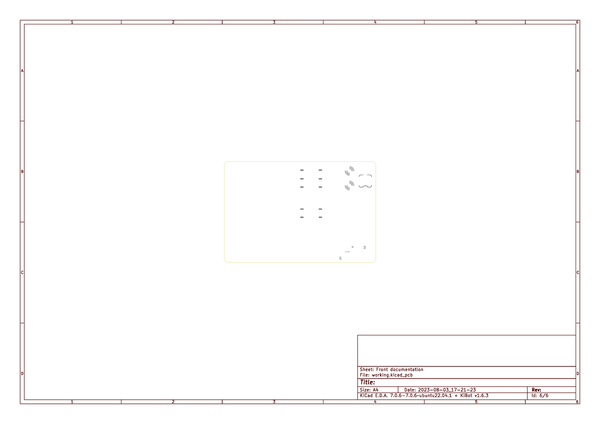 1 2 3 4 5 6
A A
B B
C C
D D
Sheet: Front documentation
File: working.kicad_pcb
Title:
Size: A4 Date: 2023-08-03_17-21-23 Rev:
KiCad E.D.A. 7.0.6-7.0.6~ubuntu22.04.1 + KiBot v1.6.3 Id: 6/6
1 2 3 4 5 6